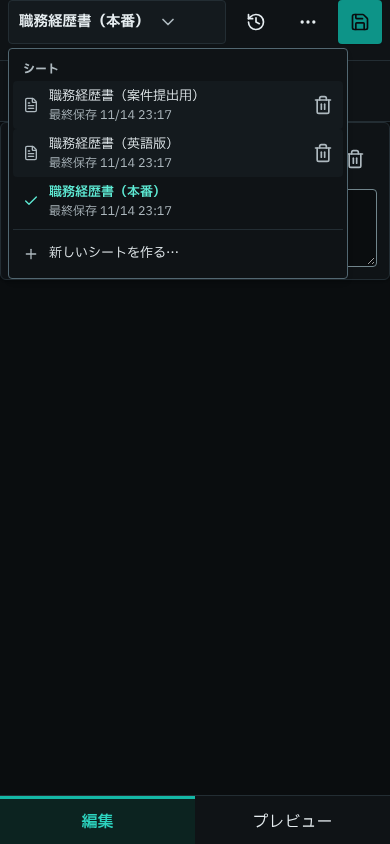 職務経歴書（本番）
シート
職務経歴書（案件提出用）
最終保存 11/14 23:17
職務経歴書（英語版）
最終保存 11/14 23:17
職務経歴書（本番）
最終保存 11/14 23:17
新しいシートを作る…
編集
プレビュー